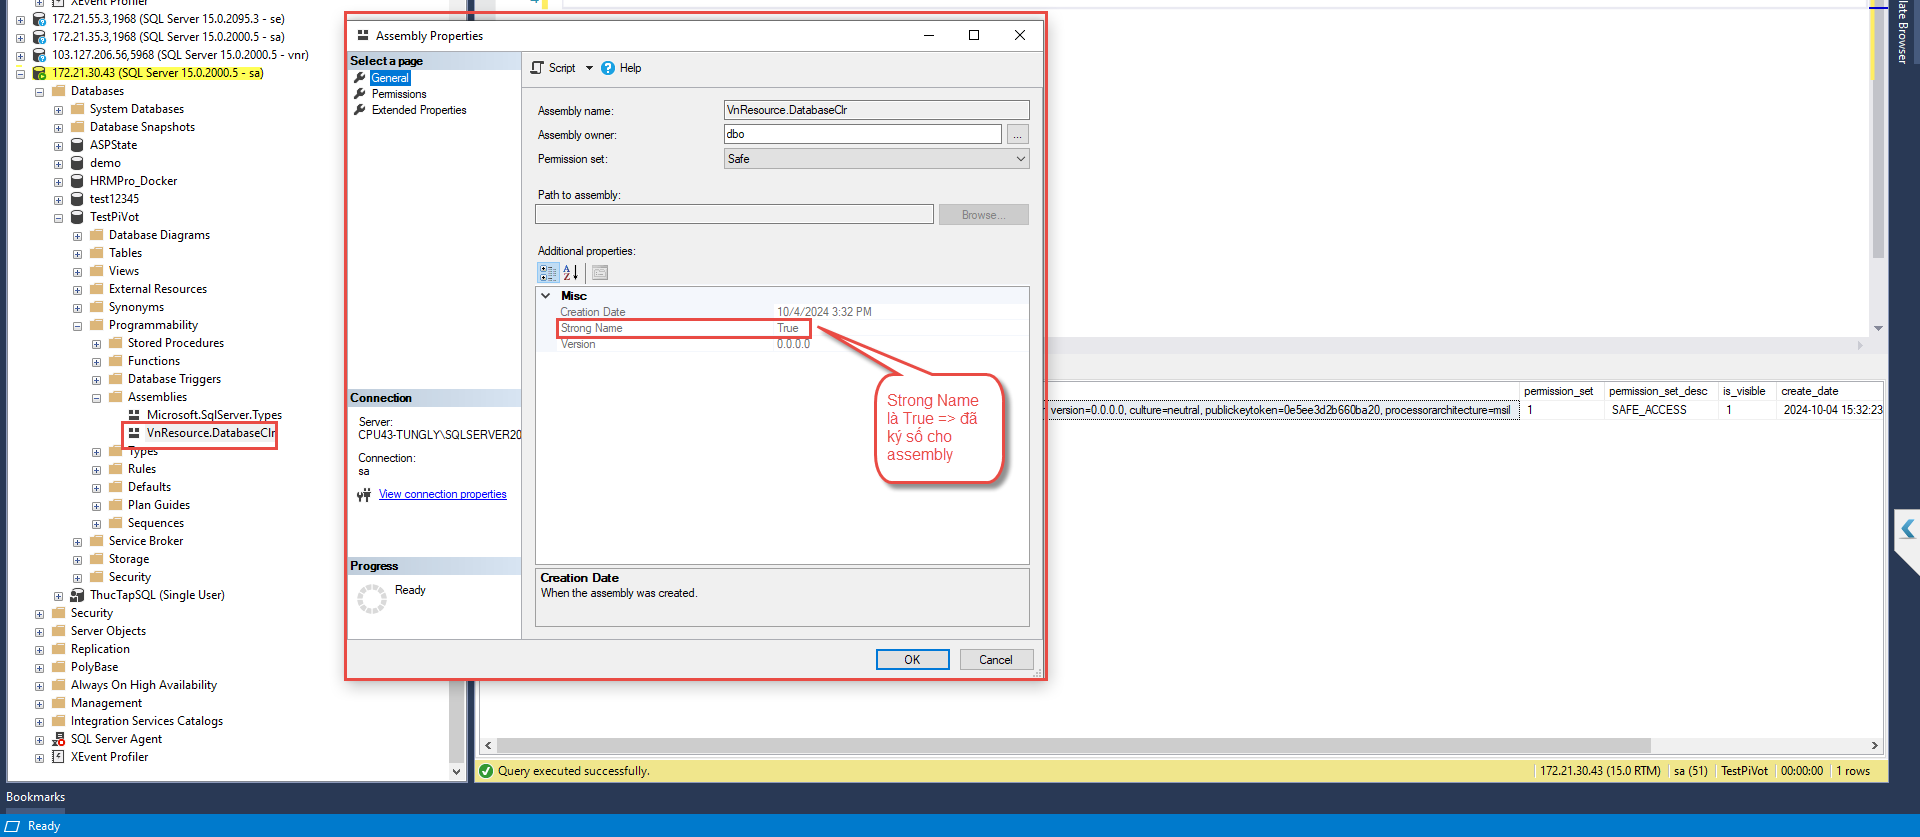 XEvent Profiler
172.21.55.3,1968 (SQL Server 15.0.2095.3 - se)
172.21.35.3,1968 (SQL Server 15.0.2000.5 - sa)
103.127.206.56,5968 (SQL Server 15.0.2000.5 - vnr)
172.21.30.43 (SQL Server 15.0.2000.5 - sa)
Databases
System Databases
Database Snapshots
ASPState
demo
HRMPro_Docker
test12345
TestPiVot
Database Diagrams
Tables
Views
External Resources
Synonyms
Programmability
Stored Procedures
Functions
Database Triggers
Assemblies
Microsoft.SqlServer.Types
VnResource.DatabaseClr
Types
Rules
Defaults
Plan Guides
Sequences
Service Broker
Storage
Security
ThucTapSQL (Single User)
Security
Server Objects
Replication
PolyBase
Always On High Availability
Management
Integration Services Catalogs
SQL Server Agent
XEvent Profiler
Assembly Properties
Select a page
General
Permissions
Extended Properties
Connection
Server:
CPU43-TUNGLY\SQLSERVER20
Connection:
sa
View connection properties
Progress
Ready
Script
Help
Assembly name:
VnResource.DatabaseClr
Assembly owner:
dbo
...
Permission set:
Safe
Path to assembly:
Browse...
Additional properties:
Misc
Creation Date 10/4/2024 3:32 PM
Strong Name True
Version 0.0.0.0
Strong Name
là True => đã
ký số cho
assembly
Creation Date
When the assembly was created.
OK
Cancel
permission_set permission_set_desc is_visible create_date
version=0.0.0.0, culture=neutral, publickeytoken=0e5ee3d2b660ba20, processorarchitecture=msil 1 SAFE_ACCESS 1 2024-10-04 15:32:23
Query executed successfully.
172.21.30.43 (15.0 RTM) sa (51) TestPiVot 00:00:00 1 rows
late Browser
Bookmarks
Ready